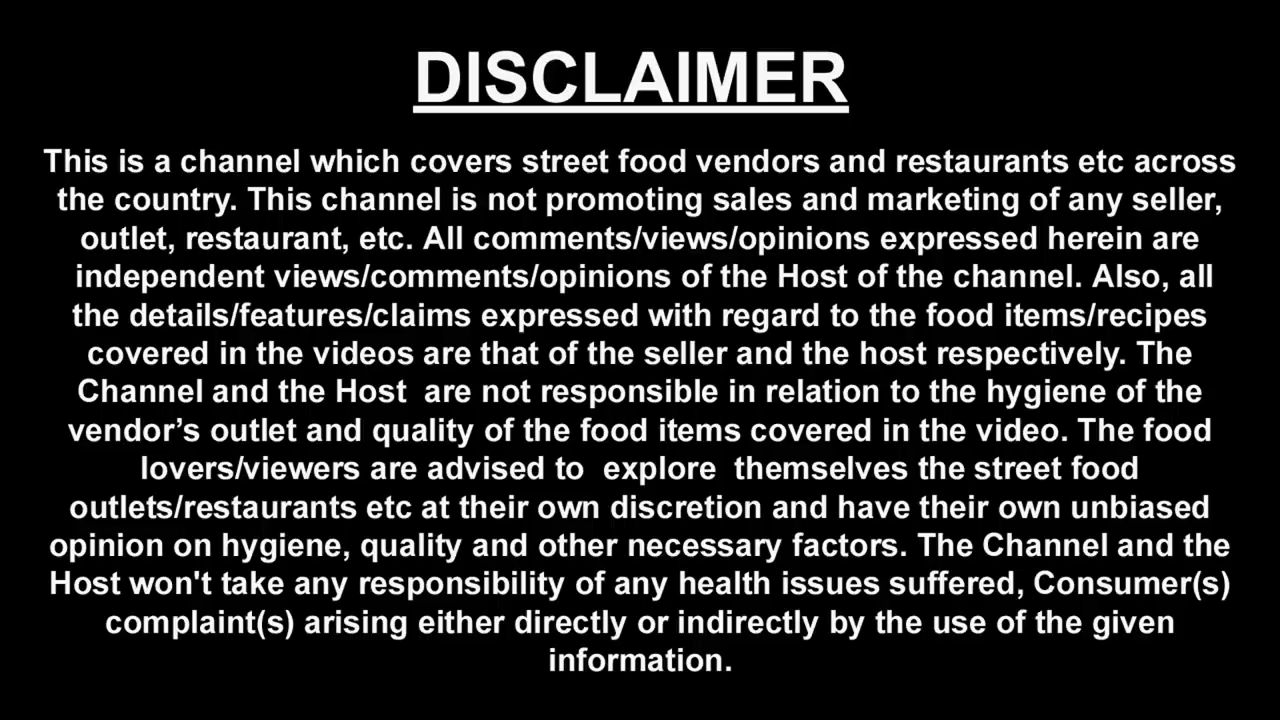 DISCLAIMER
This is a channel which covers street food vendors and restaurants etc across
the country. This channel is not promoting sales and marketing of any seller,
outlet, restaurant, etc. All comments/views/opinions expressed herein are
independent views/comments/opinions of the Host of the channel. Also, all
the details/features/claims expressed with regard to the food items/recipes
covered in the videos are that of the seller and the host respectively. The
Channel and the Host  are not responsible in relation to the hygiene of the
vendor’s outlet and quality of the food items covered in the video. The food
lovers/viewers are advised to  explore  themselves the street food
outlets/restaurants etc at their own discretion and have their own unbiased
opinion on hygiene, quality and other necessary factors. The Channel and the
Host won't take any responsibility of any health issues suffered, Consumer(s)
complaint(s) arising either directly or indirectly by the use of the given
information.